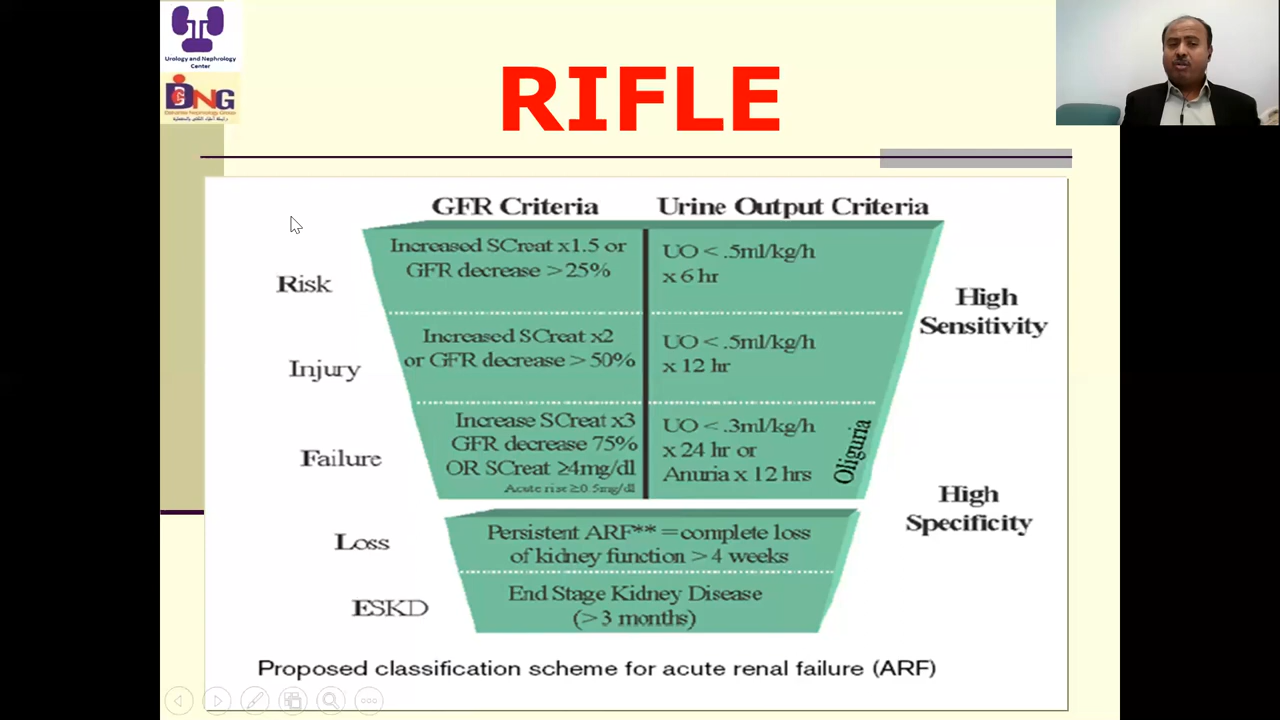 Urology and Nephrology
Center
DNG
RIFLE
GFR Criteria
Urine Output Criteria
Risk
Increased SCreat x1.5 or
GFR decrease > 25%
UO < .5ml/kg/h
x 6 hr
High
Sensitivity
Injury
Increased SCreat x2
or GFR decrease > 50%
UO < .5ml/kg/h
x 12 hr
Failure
Increase SCreat x3
GFR decrease 75%
OR SCreat ≥4mg/dl
Acute rise ≥0.5mg/dl
UO < .3ml/kg/h
x 24 hr or
Anuria x 12 hrs
Oliguria
High
Specificity
Loss
Persistent ARF** = complete loss
of kidney function > 4 weeks
ESKD
End Stage Kidney Disease
(> 3 months)
Proposed classification scheme for acute renal failure (ARF)